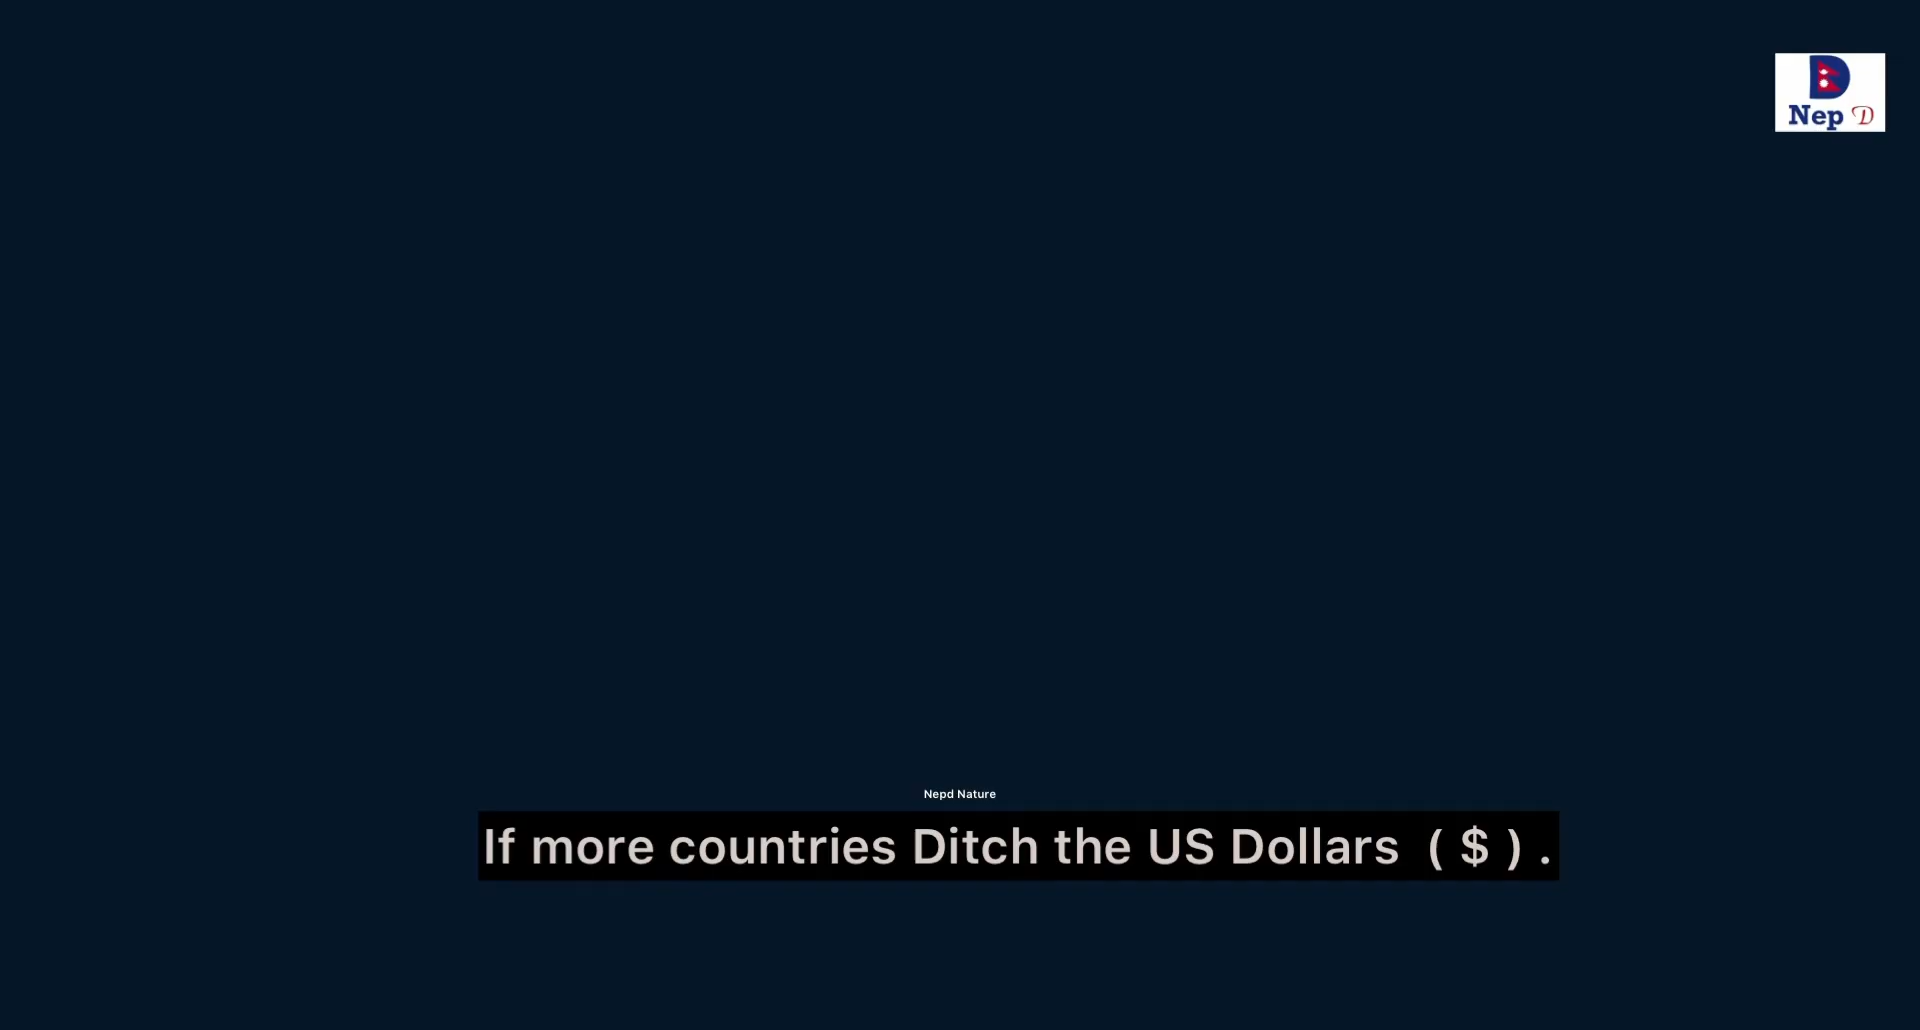 D
Nep D
Nepd Nature
If more countries Ditch the US Dollars ( $ ) .